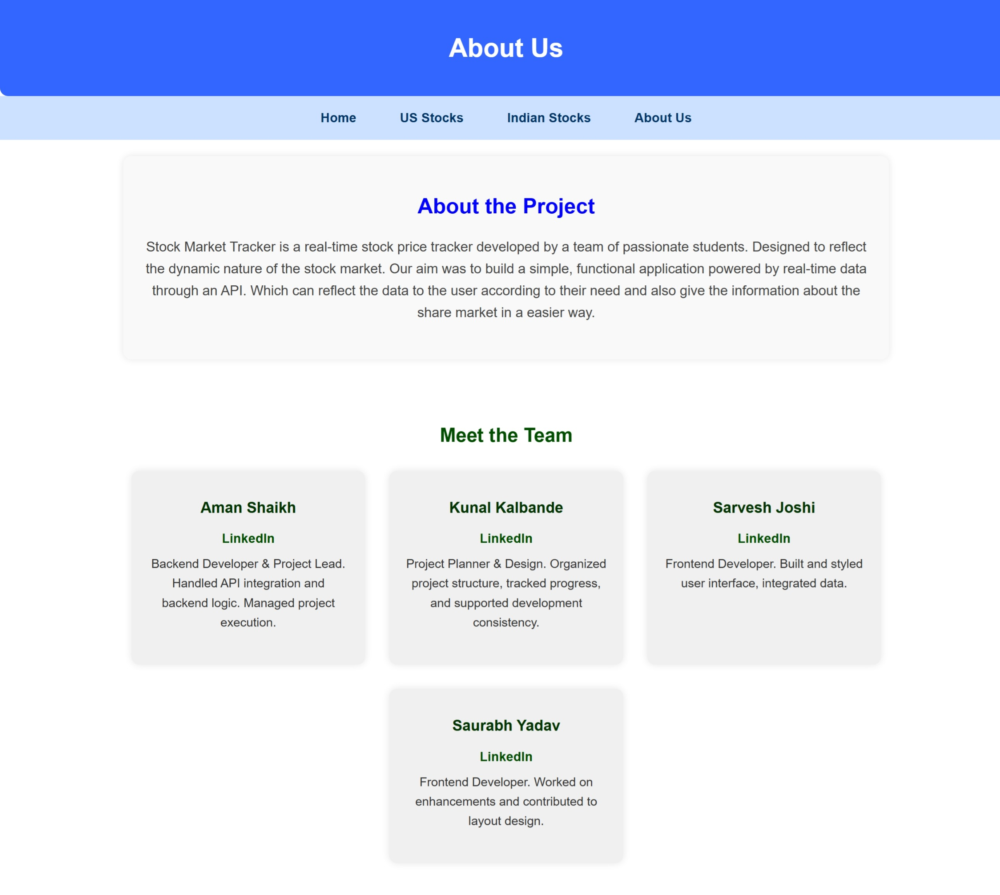 About Us
Home US Stocks Indian Stocks About Us
About the Project
Stock Market Tracker is a real-time stock price tracker developed by a team of passionate students. Designed to reflect
the dynamic nature of the stock market. Our aim was to build a simple, functional application powered by real-time data
through an API. Which can reflect the data to the user according to their need and also give the information about the
share market in a easier way.
Meet the Team
Aman Shaikh
LinkedIn
Backend Developer & Project Lead.
Handled API integration and
backend logic. Managed project
execution.
Kunal Kalbande
LinkedIn
Project Planner & Design. Organized
project structure, tracked progress,
and supported development
consistency.
Sarvesh Joshi
LinkedIn
Frontend Developer. Built and styled
user interface, integrated data.
Saurabh Yadav
LinkedIn
Frontend Developer. Worked on
enhancements and contributed to
layout design.